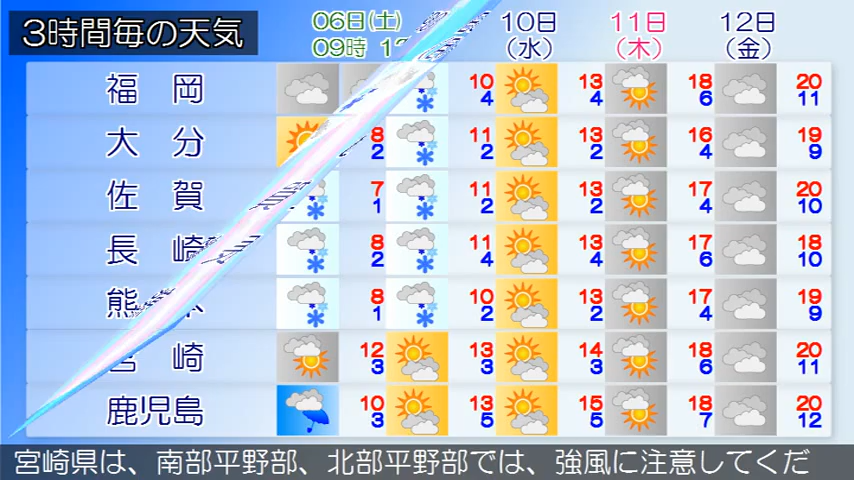 3時間毎の天気
06日(土) 10日 11日 12日
09時 12 (水) (木) (金)
福岡 10 4 13 4 18 6 20 11
大分 8 2 11 2 13 2 16 4 19 9
佐賀 7 1 11 2 13 2 17 4 20 10
長崎 8 2 11 4 13 4 17 6 18 10
熊本 8 1 10 2 13 2 17 4 19 9
宮崎 12 3 13 3 14 3 18 6 20 11
鹿児島 10 3 13 5 15 5 18 7 20 12
宮崎県は、南部平野部、北部平野部では、強風に注意してくだ